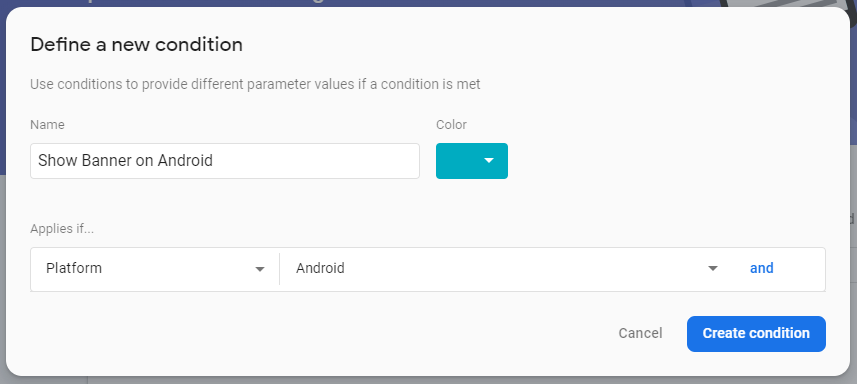 Define a new condition
Use conditions to provide different parameter values if a condition is met
Name
Color
Show Banner on Android
Applies if...
Platform
Android
and
Cancel
Create condition